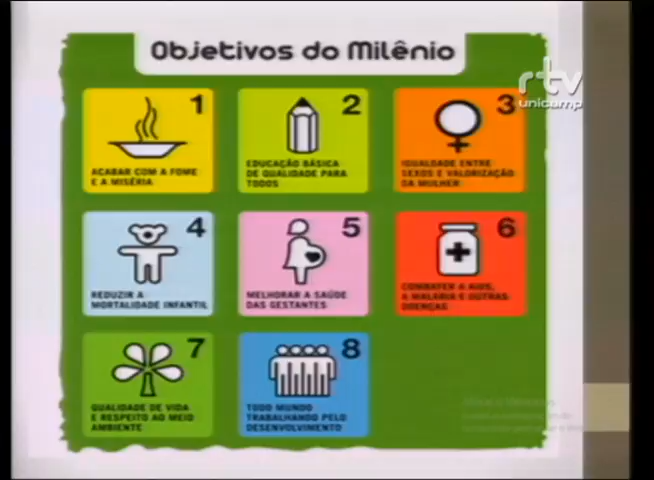 Objetivos do Milênio
rtv
unicamp
1
ACABAR COM A FOME
E A MISÉRIA
2
EDUCAÇÃO BÁSICA
DE QUALIDADE PARA
TODOS
3
IGUALDADE ENTRE
SEXOS E VALORIZAÇÃO
DA MULHER
4
REDUZIR A
MORTALIDADE INFANTIL
5
MELHORAR A SAÚDE
DAS GESTANTES
6
COMBATER A AIDS,
A MALÁRIA E OUTRAS
DOENÇAS
7
QUALIDADE DE VIDA
E RESPEITO AO MEIO
AMBIENTE
8
TODO MUNDO
TRABALHANDO PELO
DESENVOLVIMENTO